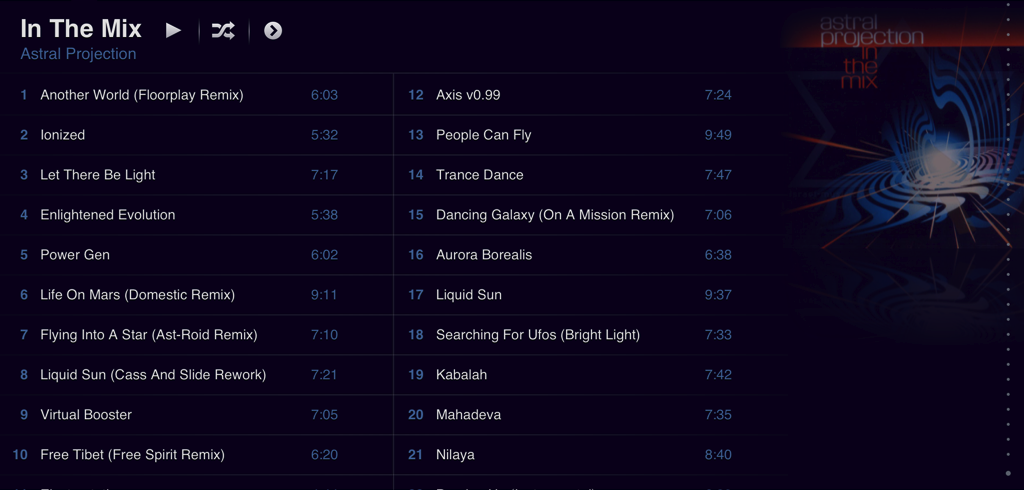 In The Mix
Astral Projection
1 Another World (Floorplay Remix) 6:03
2 Ionized 5:32
3 Let There Be Light 7:17
4 Enlightened Evolution 5:38
5 Power Gen 6:02
6 Life On Mars (Domestic Remix) 9:11
7 Flying Into A Star (Ast-Roid Remix) 7:10
8 Liquid Sun (Cass And Slide Rework) 7:21
9 Virtual Booster 7:05
10 Free Tibet (Free Spirit Remix) 6:20
12 Axis v0.99 7:24
13 People Can Fly 9:49
14 Trance Dance 7:47
15 Dancing Galaxy (On A Mission Remix) 7:06
16 Aurora Borealis 6:38
17 Liquid Sun 9:37
18 Searching For Ufos (Bright Light) 7:33
19 Kabalah 7:42
20 Mahadeva 7:35
21 Nilaya 8:40
astral
projection
in
the
mix